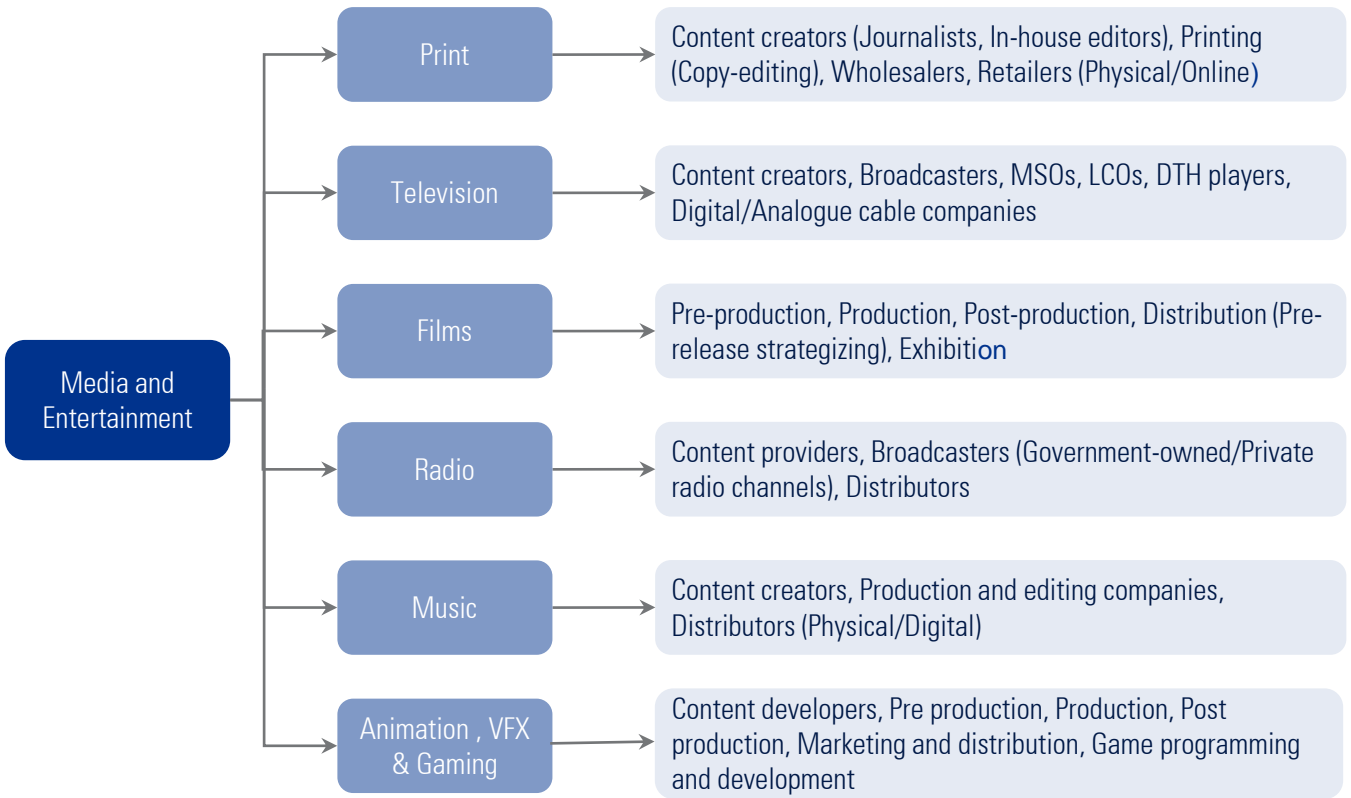 Print
Content creators (Journalists, In-house editors), Printing
(Copy-editing), Wholesalers, Retailers (Physical/Online)
Television
Content creators, Broadcasters, MSOs, LCOs, DTH players,
Digital/Analogue cable companies
Films
Pre-production, Production, Post-production, Distribution (Pre-
release strategizing), Exhibition
Media and
Entertainment
Radio
Content providers, Broadcasters (Government-owned/Private
radio channels), Distributors
Music
Content creators, Production and editing companies,
Distributors (Physical/Digital)
Animation , VFX
& Gaming
Content developers, Pre production, Production, Post
production, Marketing and distribution, Game programming
and development